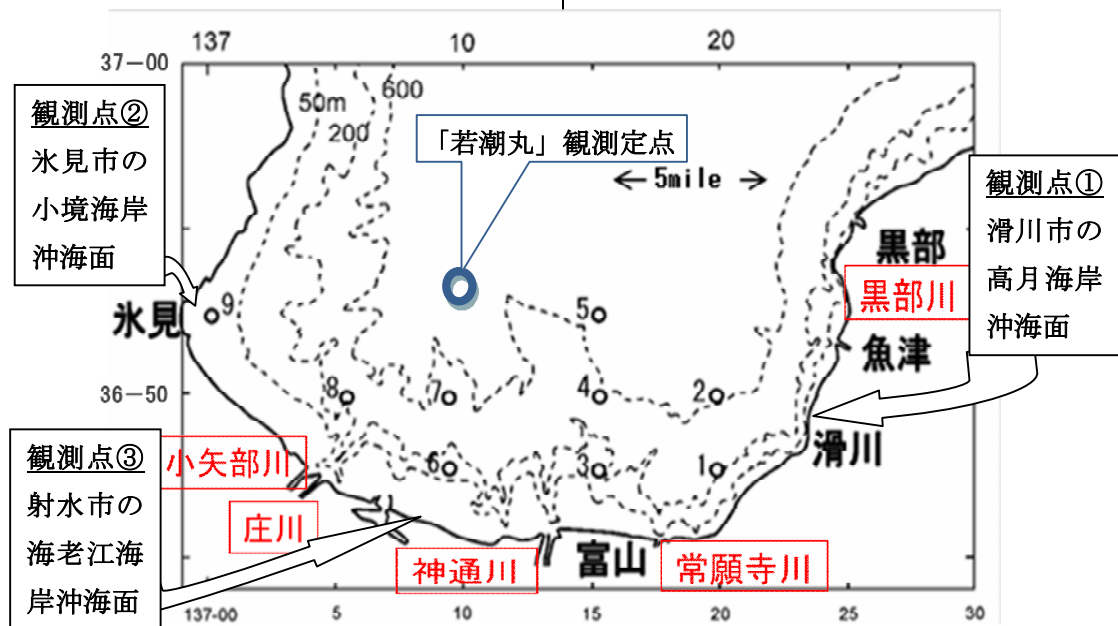 137 10 20
37-00
50m
600
200
観測点②
氷見市の
小境海岸
沖海面
「若潮丸」観測定点
5mile
観測点①
滑川市の
高月海岸
沖海面
黒部
黒部川
氷見
9
5
魚津
36-50
8
7
4
2
滑川
観測点③
射水市の
海老江海
岸沖海面
小矢部川
6
3
1
庄川
神通川
富山
常願寺川
137-00 5 10 15 20 25 30